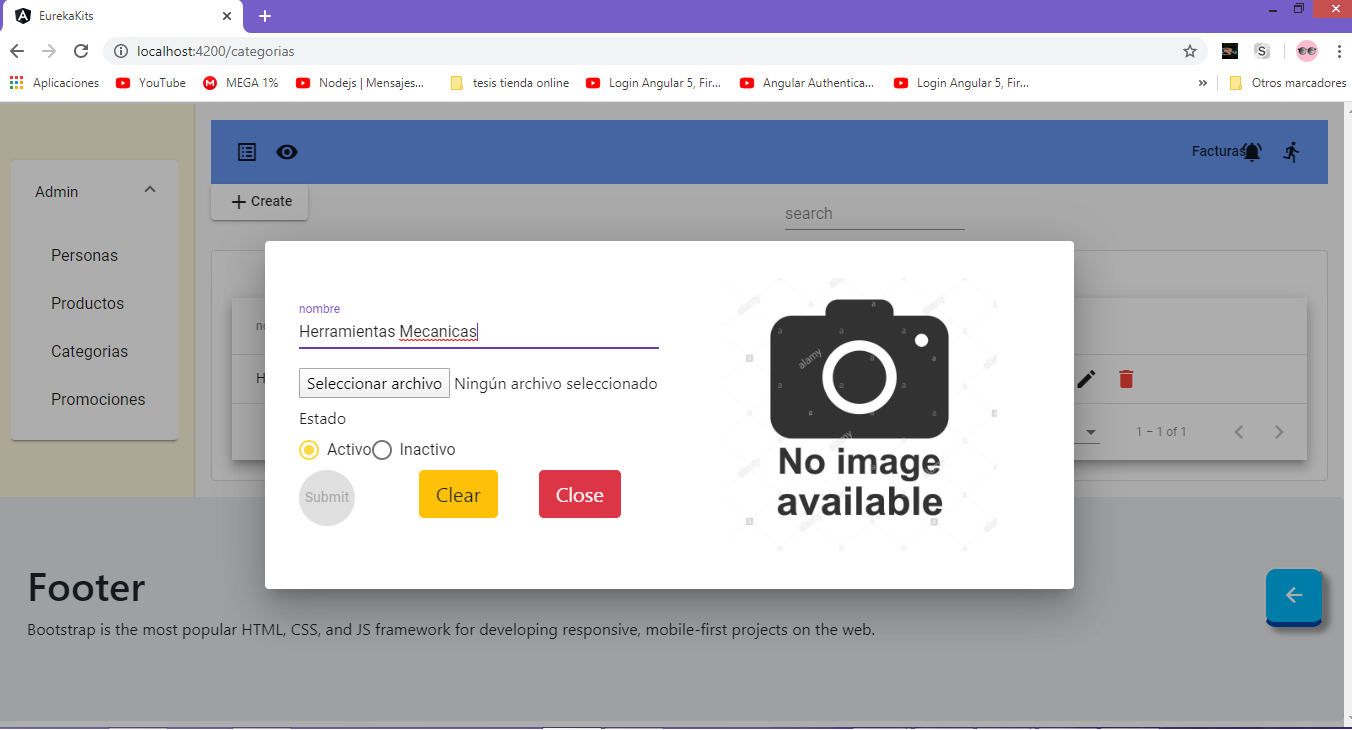 EurekaKits
localhost:4200/categorias
Aplicaciones YouTube MEGA 1% Nodejs | Mensajes... tesis tienda online Login Angular 5, Fir... Angular Authentica... Login Angular 5, Fir... » Otros marcadores
Facturas
Admin
Personas
Productos
Categorias
Promociones
+ Create
search
nombre
Herramientas Mecanicas
Seleccionar archivo Ningún archivo seleccionado
Estado
Activo Inactivo
Submit Clear Close
alamy
No image
available
1 – 1 of 1
Footer
Bootstrap is the most popular HTML, CSS, and JS framework for developing responsive, mobile-first projects on the web.